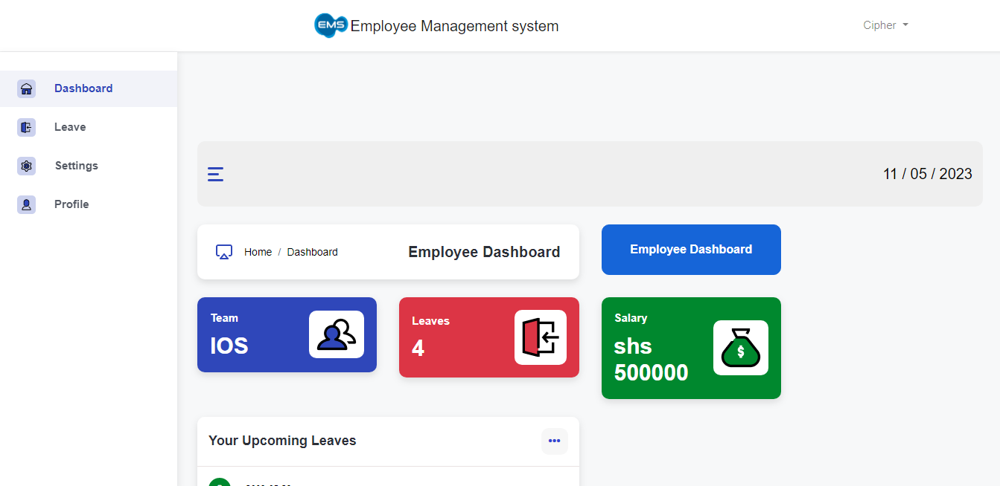 EMS Employee Management system
Cipher
Dashboard
Leave
Settings
Profile
11 / 05 / 2023
Home / Dashboard
Employee Dashboard
Employee Dashboard
Team
IOS
Leaves
4
Salary
shs
500000
$
Your Upcoming Leaves